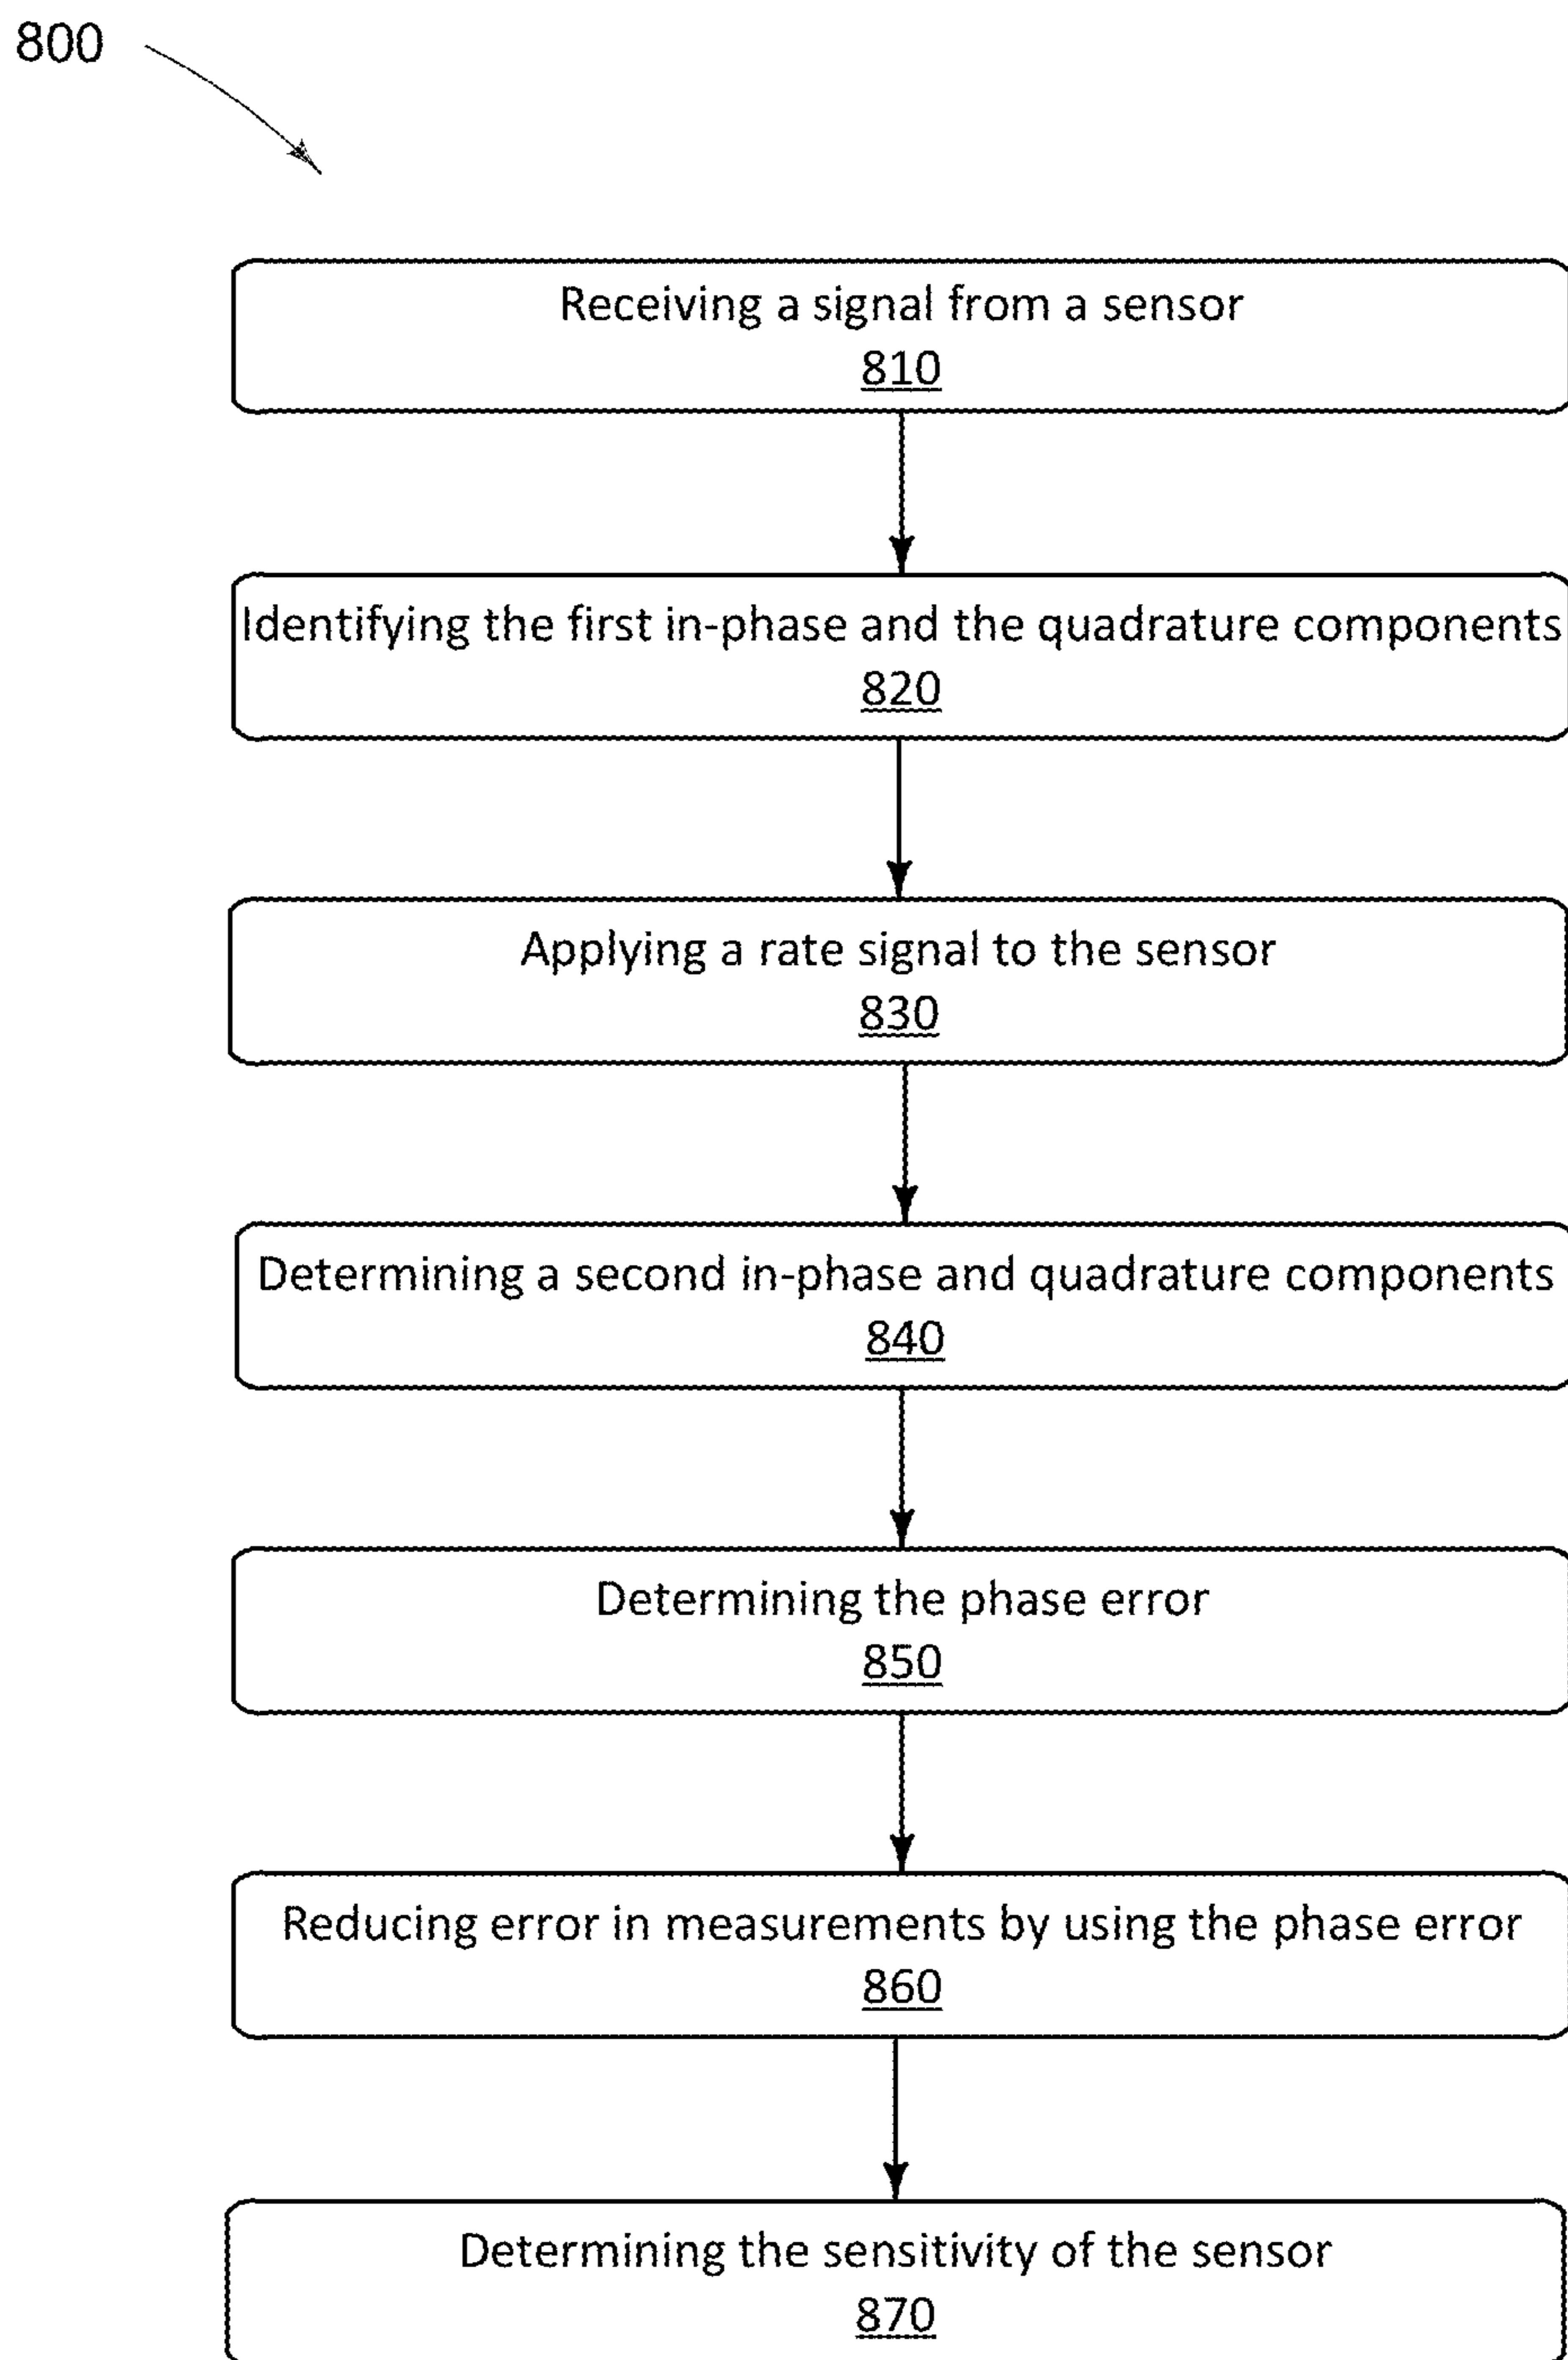 800
Receiving a signal from a sensor
810
Identifying the first in-phase and the quadrature components
820
Applying a rate signal to the sensor
830
Determining a second in-phase and quadrature components
840
Determining the phase error
850
Reducing error in measurements by using the phase error
860
Determining the sensitivity of the sensor
870